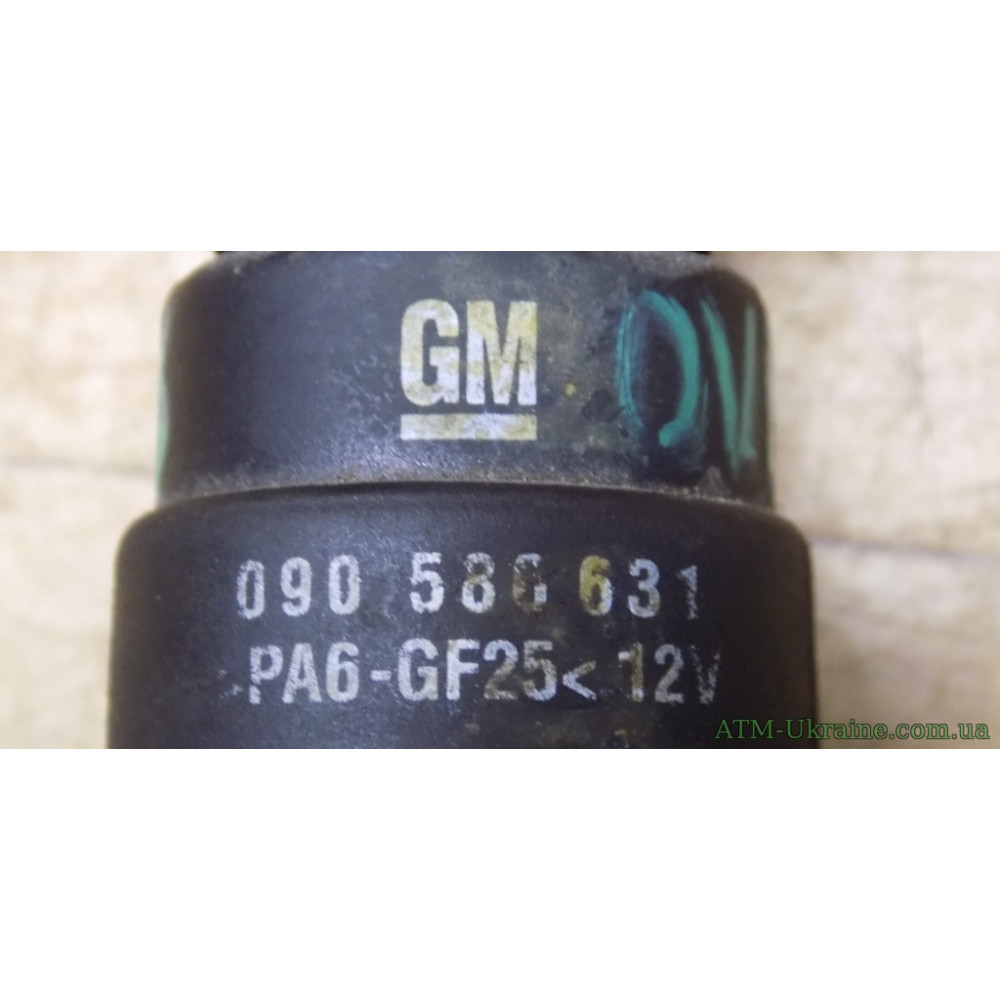 GM
090 586 631
PA6-GF25< 12V
ATM-Ukraine.com.ua